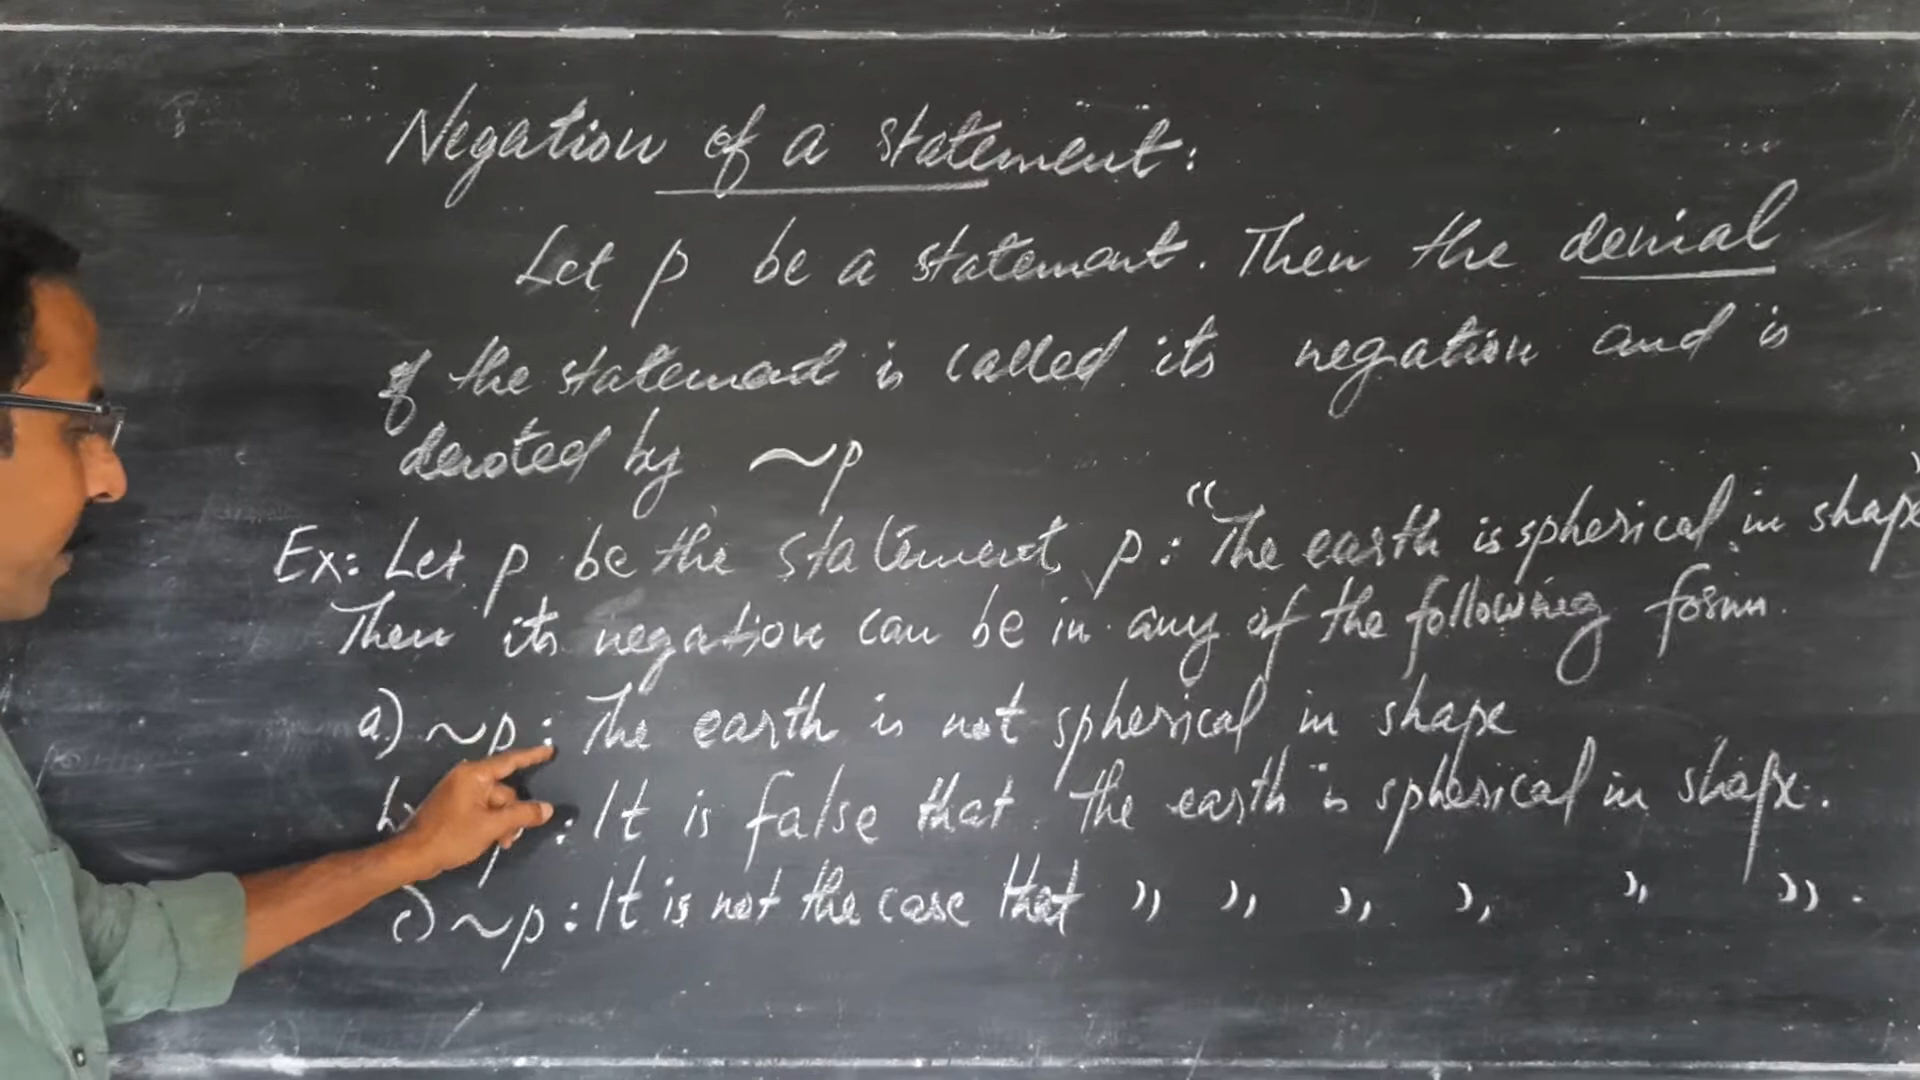 Negation of a statement:
Let p be a statement. Then the denial
of the statement is called its negation and is
denoted by ~p
Ex: Let p be the statement p: "The earth is spherical in shape"
Then its negation can be in any of the following form.
a) ~p: The earth is not spherical in shape
b) p: It is false that the earth is spherical in shape.
c) ~p: It is not the case that ,, ,, ,, ,, ,, ,, .